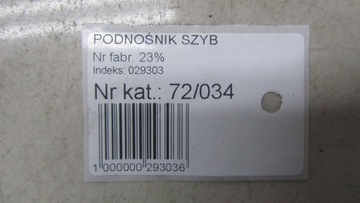 PODNOŚNIK SZYB
Nr fabr. 23%
Indeks: 029303
Nr kat.: 72/034
1 000000 293036